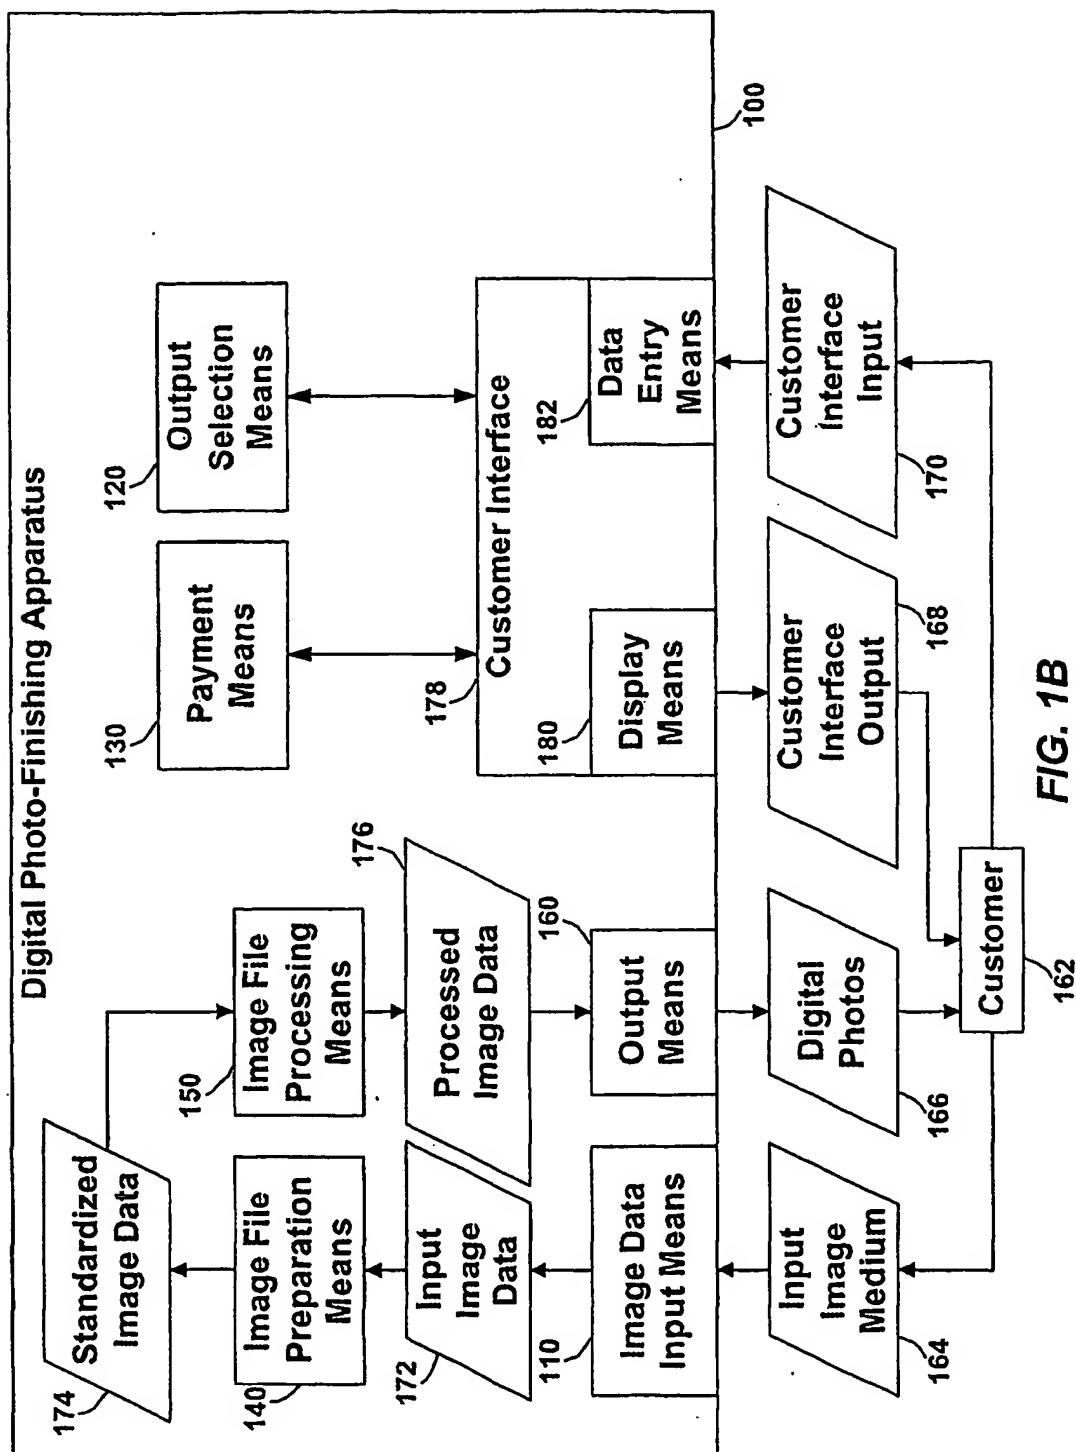 Digital Photo-Finishing Apparatus
174
Standardized
Image Data
140
Image File
Preparation
Means
150
Image File
Processing
Means
130
Payment
Means
120
Output
Selection
Means
172
Input
Image
Data
176
Processed
Image Data
178
Customer Interface
110
Image Data
Input Means
160
Output
Means
180
Display
Means
182
Data
Entry
Means
100
164
Input
Image
Medium
166
Digital
Photos
168
Customer
Interface
Output
170
Customer
Interface
Input
Customer
162
FIG. 1B